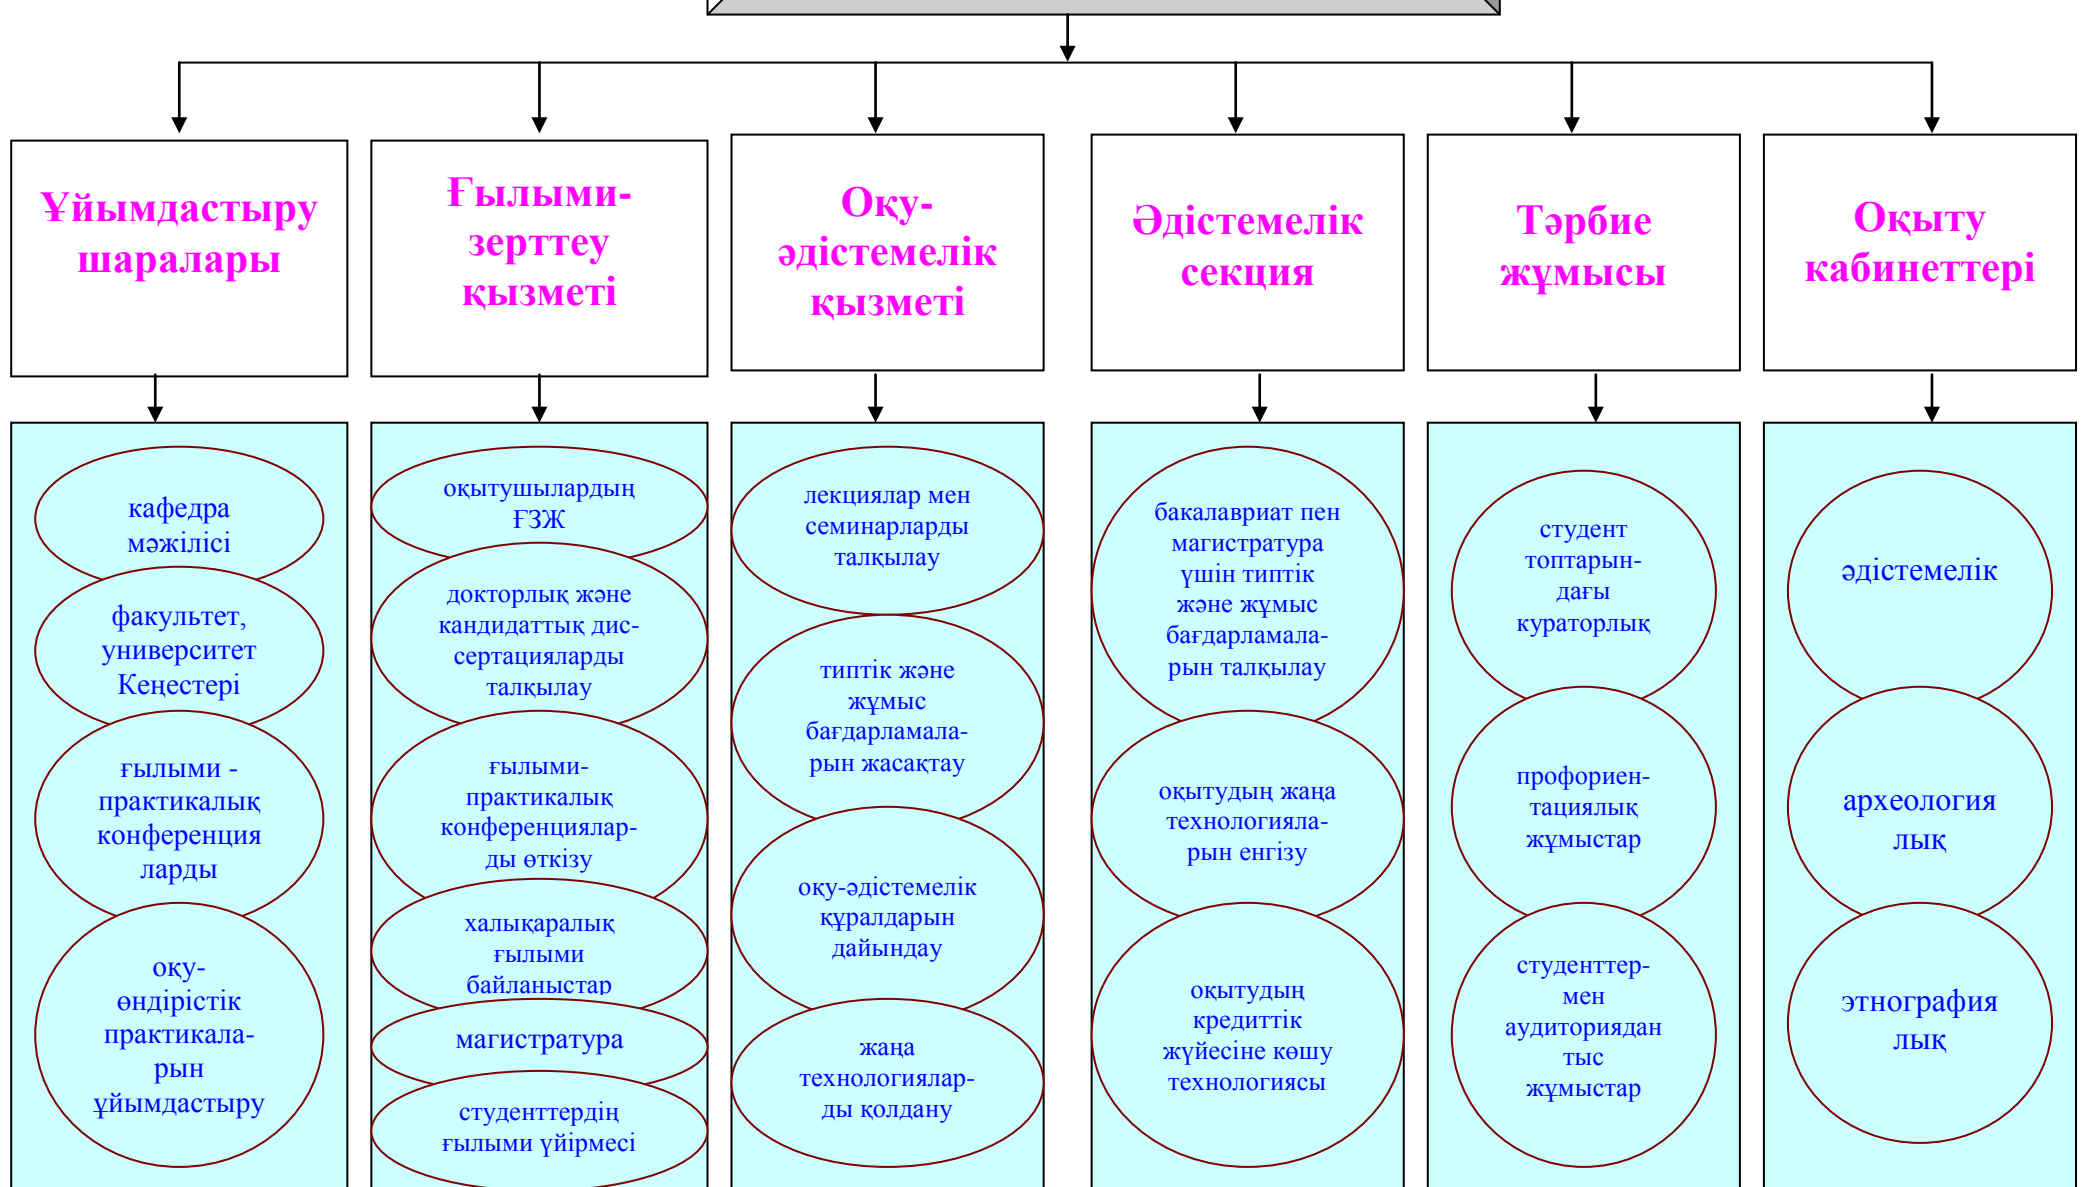 Ұйымдастыру
шаралары
Ғылыми-
зерттеу
қызметі
Оқу-
әдістемелік
қызметі
Әдістемелік
секция
Тәрбие
жұмысы
Оқыту
кабинеттері
кафедра
мәжілісі
факультет,
университет
Кеңестері
ғылыми -
практикалық
конференция
ларды
оқу-
өндірістік
практикала-
рын
ұйымдастыру
оқытушылардың
ҒЗЖ
докторлық және
кандидаттық дис-
сертацияларды
талқылау
ғылыми-
практикалық
конференциялар-
ды өткізу
халықаралық
ғылыми
байланыстар
магистратура
студенттердің
ғылыми үйірмесі
лекциялар мен
семинарларды
талқылау
типтік және
жұмыс
бағдарламала-
рын жасақтау
оқу-әдістемелік
құралдарын
дайындау
жаңа
технологиялар-
ды қолдану
бакалавриат пен
магистратура
үшін типтік
және жұмыс
бағдарламала-
рын талқылау
оқытудың жаңа
технологияла-
рын енгізу
оқытудың
кредиттік
жүйесіне көшу
технологиясы
студент
топтарын-
дағы
кураторлық
профориен-
тациялық
жұмыстар
студенттер-
мен
аудиториядан
тыс
жұмыстар
әдістемелік
археология
лық
этнография
лық